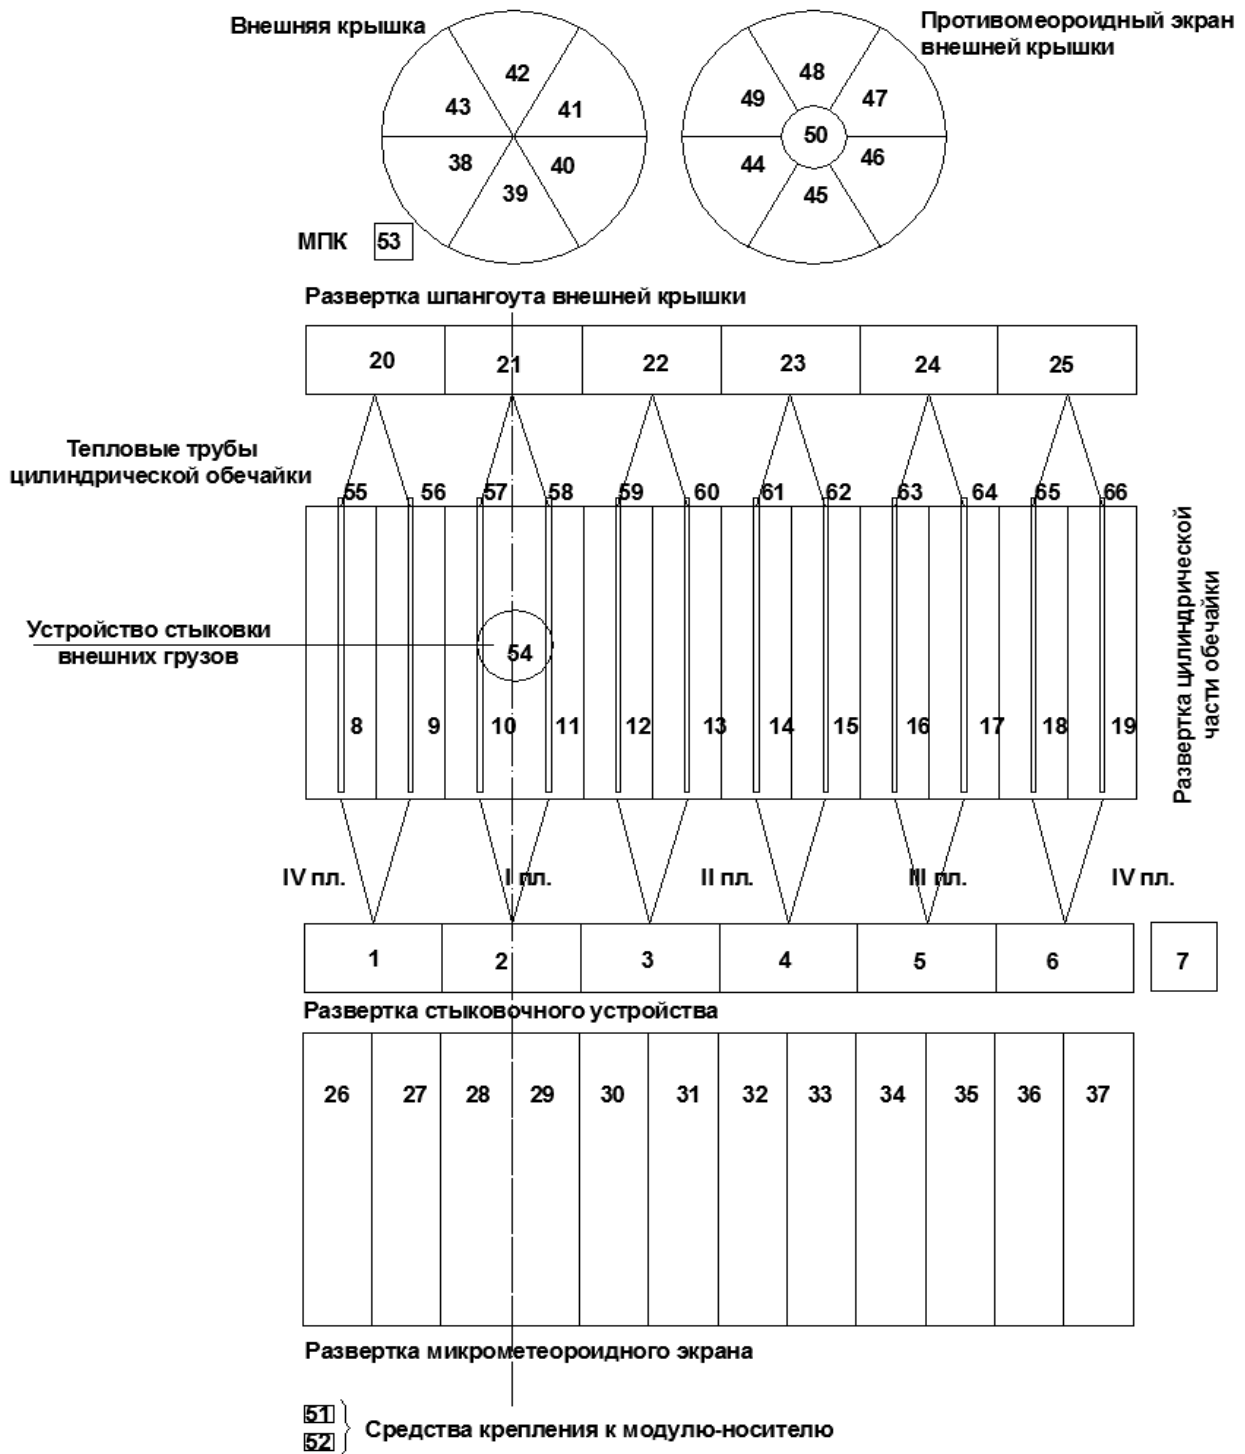 Внешняя крышка
Противомеороидный экран
внешней крышки
42
43
41
38
40
39
48
49
47
50
44
46
45
МПК 53
Развертка шпангоута внешней крышки
20 21 22 23 24 25
Тепловые трубы
цилиндрической обечайки
55 56 57 58 59 60 61 62 63 64 65 66
Развертка цилиндрической
части обечайки
Устройство стыковки
внешних грузов
54
8 9 10 11 12 13 14 15 16 17 18 19
IV пл. I пл. II пл. III пл. IV пл.
1 2 3 4 5 6 7
Развертка стыковочного устройства
26 27 28 29 30 31 32 33 34 35 36 37
Развертка микрометеороидного экрана
51
52
Средства крепления к модулю-носителю